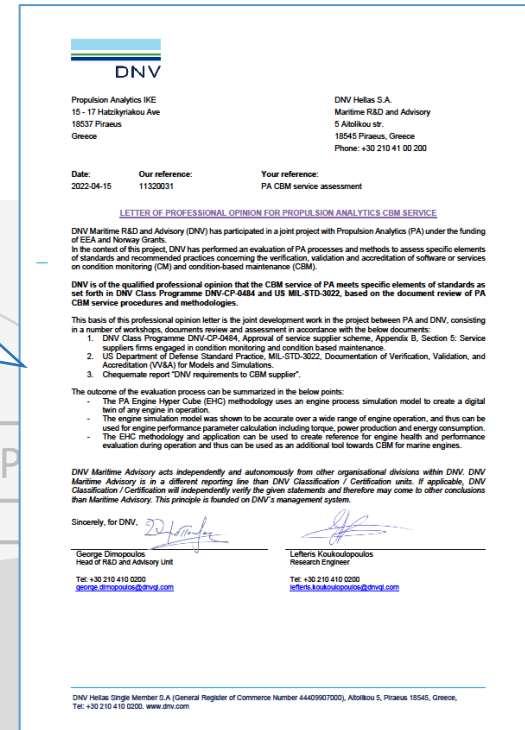 DNV
Propulsion Analytics IKE
15 - 17 Hatzikyriakou Ave
18537 Piraeus
Greece
DNV Hellas S.A.
Maritime R&D and Advisory
5 Aitolikou str.
18545 Piraeus, Greece
Phone: +30 210 41 00 200
Date: Our reference: Your reference:
2022-04-15 11320031 PA CBM service assessment
LETTER OF PROFESSIONAL OPINION FOR PROPULSION ANALYTICS CBM SERVICE
DNV Maritime R&D and Advisory (DNV) has participated in a joint project with Propulsion Analytics (PA) under the funding
of EEA and Norway Grants.
In the context of this project, DNV has performed an evaluation of PA processes and methods to assess specific elements
of standards and recommended practices concerning the verification, validation and accreditation of software or services
on condition monitoring (CM) and condition-based maintenance (CBM).
DNV is of the qualified professional opinion that the CBM service of PA meets specific elements of standards as
set forth in DNV Class Programme DNV-CP-0484 and US MIL-STD-3022, based on the document review of PA
CBM service procedures and methodologies.
This basis of this professional opinion letter is the joint development work in the project between PA and DNV, consisting
in a number of workshops, documents review and assessment in accordance with the below documents:
1. DNV Class Programme DNV-CP-0484, Approval of service supplier scheme, Appendix B, Section 5: Service
suppliers firms engaged in condition monitoring and condition based maintenance.
2. US Department of Defense Standard Practice, MIL-STD-3022, Documentation of Verification, Validation, and
Accreditation (VV&A) for Models and Simulations.
3. Chequemate report "DNV requirements to CBM supplier".
The outcome of the evaluation process can be summarized in the below points:
- The PA Engine Hyper Cube (EHC) methodology uses an engine process simulation model to create a digital
twin of any engine in operation.
- The engine simulation model was shown to be accurate over a wide range of engine operation, and thus can be
used for engine performance parameter calculation including torque, power production and energy consumption.
- The EHC methodology and application can be used to create reference for engine health and performance
evaluation during operation and thus can be used as an additional tool towards CBM for marine engines.
DNV Maritime Advisory acts independently and autonomously from other organisational divisions within DNV. DNV
Maritime Advisory is in a different reporting line than DNV Classification / Certification units. If applicable, DNV
Classification / Certification will independently verify the given statements and therefore may come to other conclusions
than Maritime Advisory. This principle is founded on DNV's management system.
Sincerely, for DNV,
George Dimopoulos
Head of R&D and Advisory Unit
Tel: +30 210 410 0200
george.dimopoulos@dnvgl.com
Lefteris Koukoulopoulos
Research Engineer
Tel: +30 210 410 0200
lefteris.koukoulopoulos@dnvgl.com
DNV Hellas Single Member S.A (General Register of Commerce Number 44409907000), Aitolikou 5, Piraeus 18545, Greece,
Tel: +30 210 410 0200. www.dnv.com
P